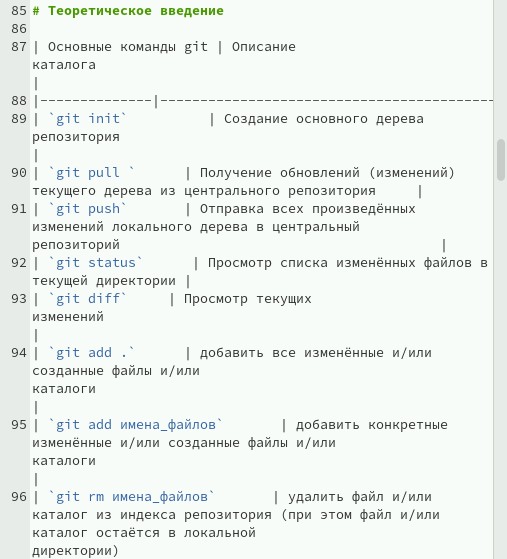 85 # Теоретическое введение
86
87 | Основные команды git | Описание
каталога
|
88 |--------------|------------------------------------------
89 | `git init`          | Создание основного дерева
репозитория
|
90 | `git pull `      | Получение обновлений (изменений)
текущего дерева из центрального репозитория     |
91 | `git push`       | Отправка всех произведённых
изменений локального дерева в центральный
репозиторий                                        |
92 | `git status`      | Просмотр списка изменённых файлов в
текущей директории |
93 | `git diff`     | Просмотр текущих
изменений
|
94 | `git add .`      | добавить все изменённые и/или
созданные файлы и/или
каталоги
|
95 | `git add имена_файлов`       | добавить конкретные
изменённые и/или созданные файлы и/или
каталоги
|
96 | `git rm имена_файлов`       | удалить файл и/или
каталог из индекса репозитория (при этом файл и/или
каталог остаётся в локальной
директории)